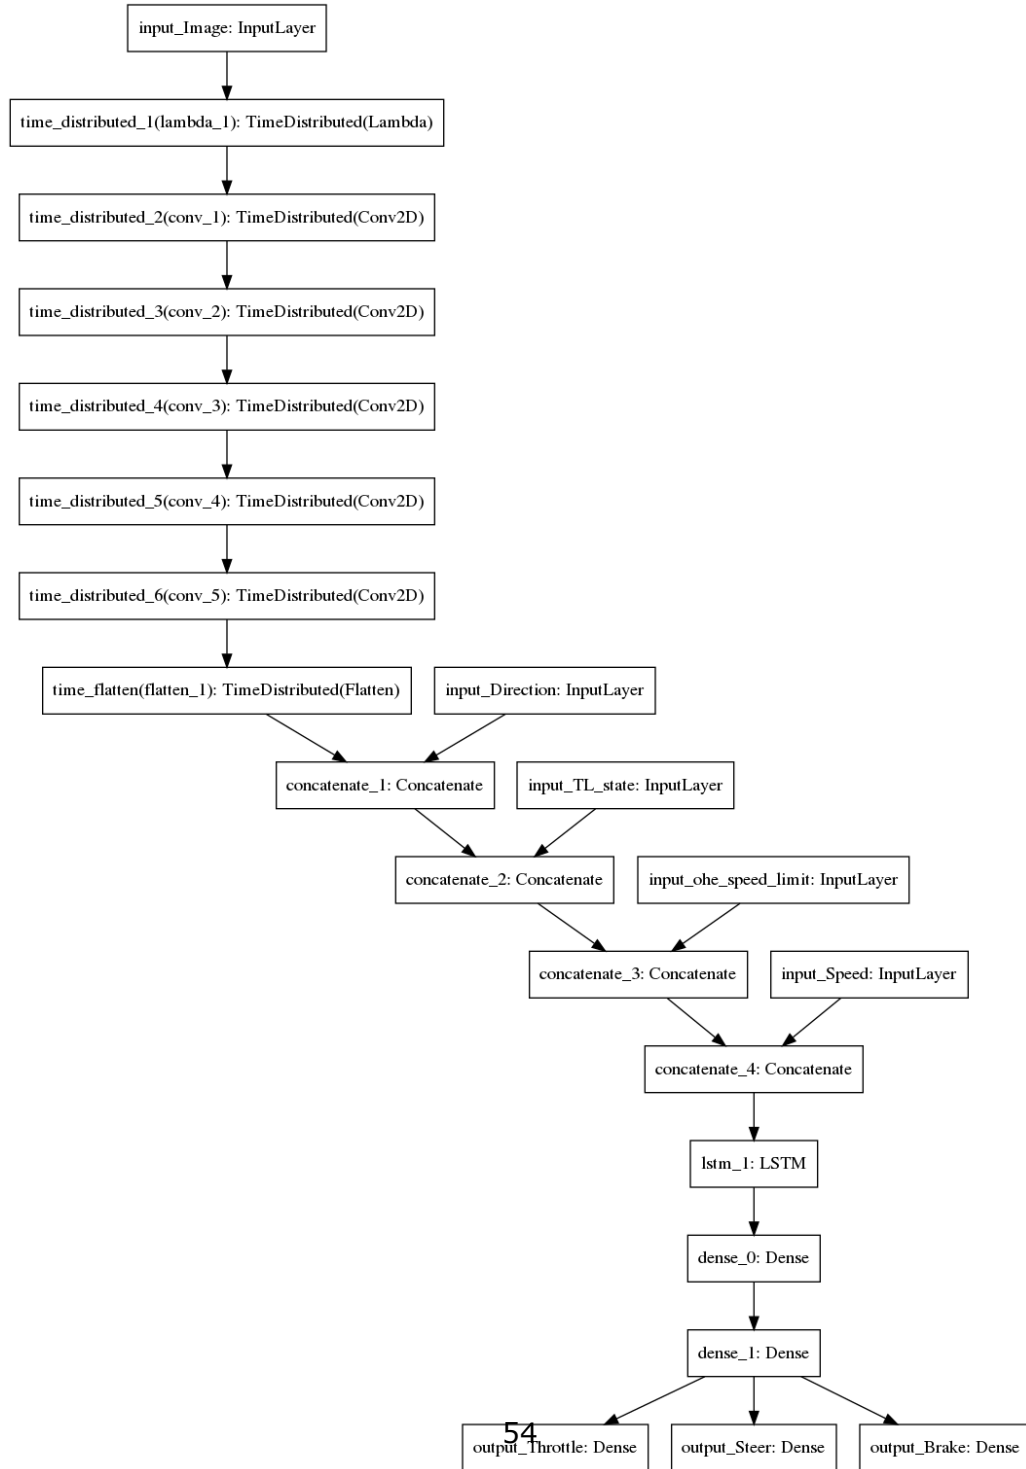 input_Image: InputLayer
time_distributed_1(lambda_1): TimeDistributed(Lambda)
time_distributed_2(conv_1): TimeDistributed(Conv2D)
time_distributed_3(conv_2): TimeDistributed(Conv2D)
time_distributed_4(conv_3): TimeDistributed(Conv2D)
time_distributed_5(conv_4): TimeDistributed(Conv2D)
time_distributed_6(conv_5): TimeDistributed(Conv2D)
time_flatten(flatten_1): TimeDistributed(Flatten)
input_Direction: InputLayer
concatenate_1: Concatenate
input_TL_state: InputLayer
concatenate_2: Concatenate
input_ohe_speed_limit: InputLayer
concatenate_3: Concatenate
input_Speed: InputLayer
concatenate_4: Concatenate
lstm_1: LSTM
dense_0: Dense
dense_1: Dense
54
output_Throttle: Dense
output_Steer: Dense
output_Brake: Dense